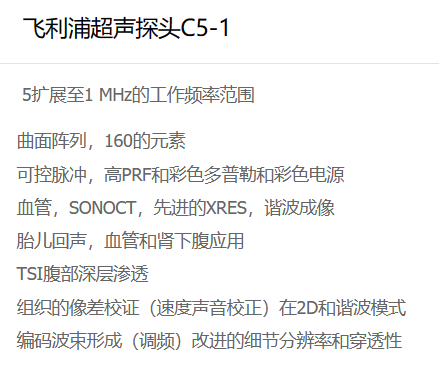 飞利浦超声探头C5-1
5扩展至1 MHz的工作频率范围
曲面阵列，160的元素
可控脉冲，高PRF和彩色多普勒和彩色电源
血管，SONOCT，先进的XRES，谐波成像
胎儿回声，血管和肾下腹应用
TSI腹部深层渗透
组织的像差校证（速度声音校正）在2D和谐波模式
编码波束形成（调频）改进的细节分辨率和穿透性